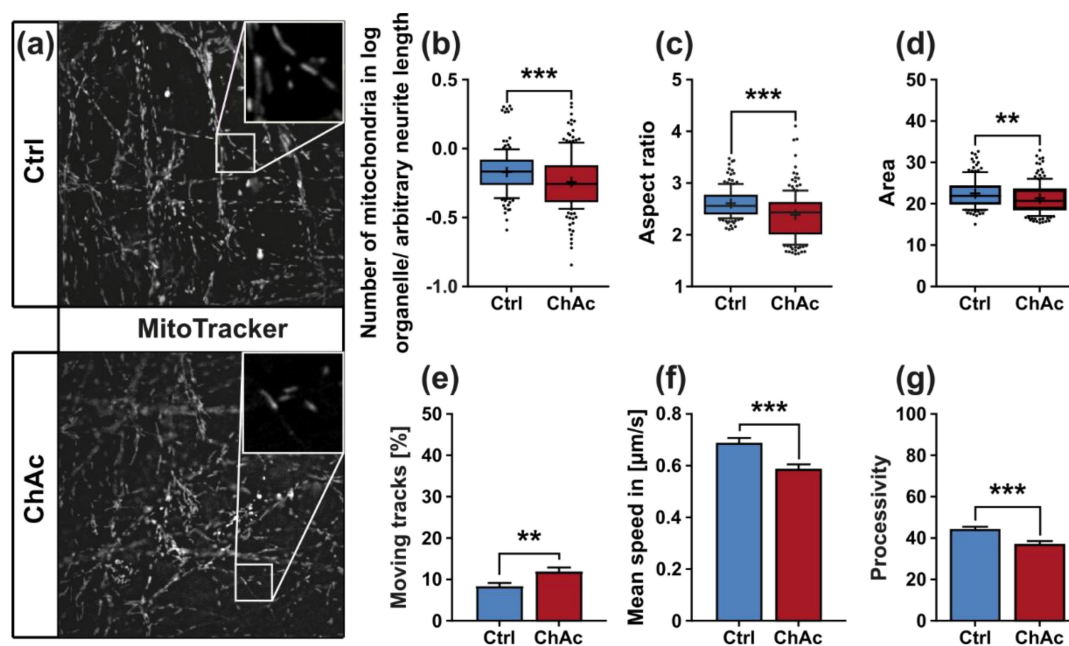 (a)
Ctrl
MitoTracker
ChAc
(b)
Number of mitochondria in log
organelle/ arbitrary neurite length
0.5
0.0
-0.5
-1.0
***
Ctrl ChAc
(c)
Aspect ratio
5
4
3
2
1
***
Ctrl ChAc
(d)
Area
50
40
30
20
10
0
**
Ctrl ChAc
(e)
Moving tracks [%]
50
40
30
20
10
0
**
Ctrl ChAc
(f)
Mean speed in [µm/s]
0.8
0.6
0.4
0.2
0
***
Ctrl ChAc
(g)
Processivity
100
80
60
40
20
0
***
Ctrl ChAc